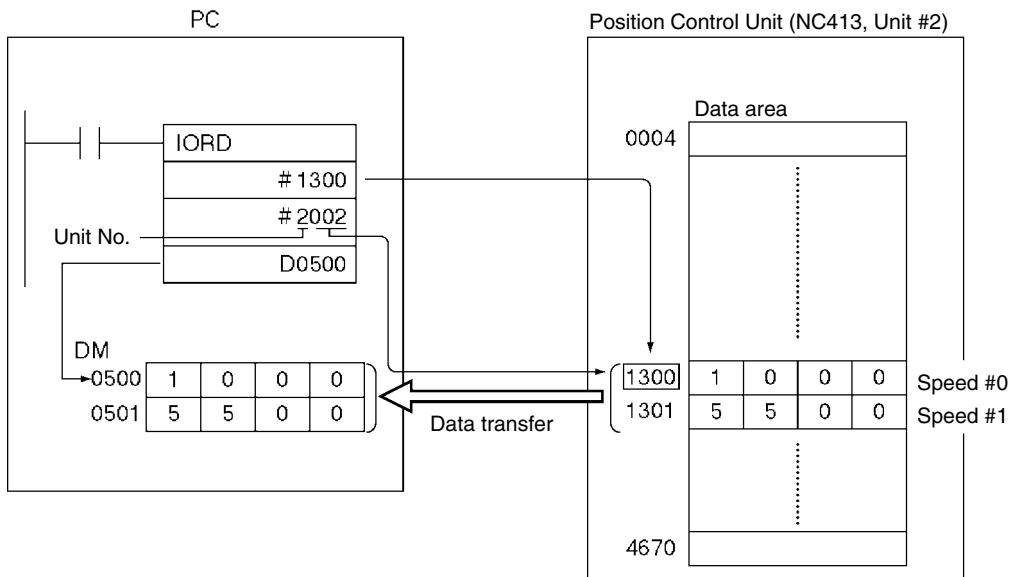 PC
IORD
#1300
#2002
Unit No.
D0500
DM
0500 1 0 0 0
0501 5 5 0 0
Data transfer
Position Control Unit (NC413, Unit #2)
Data area
0004
1300 1 0 0 0 Speed #0
1301 5 5 0 0 Speed #1
4670